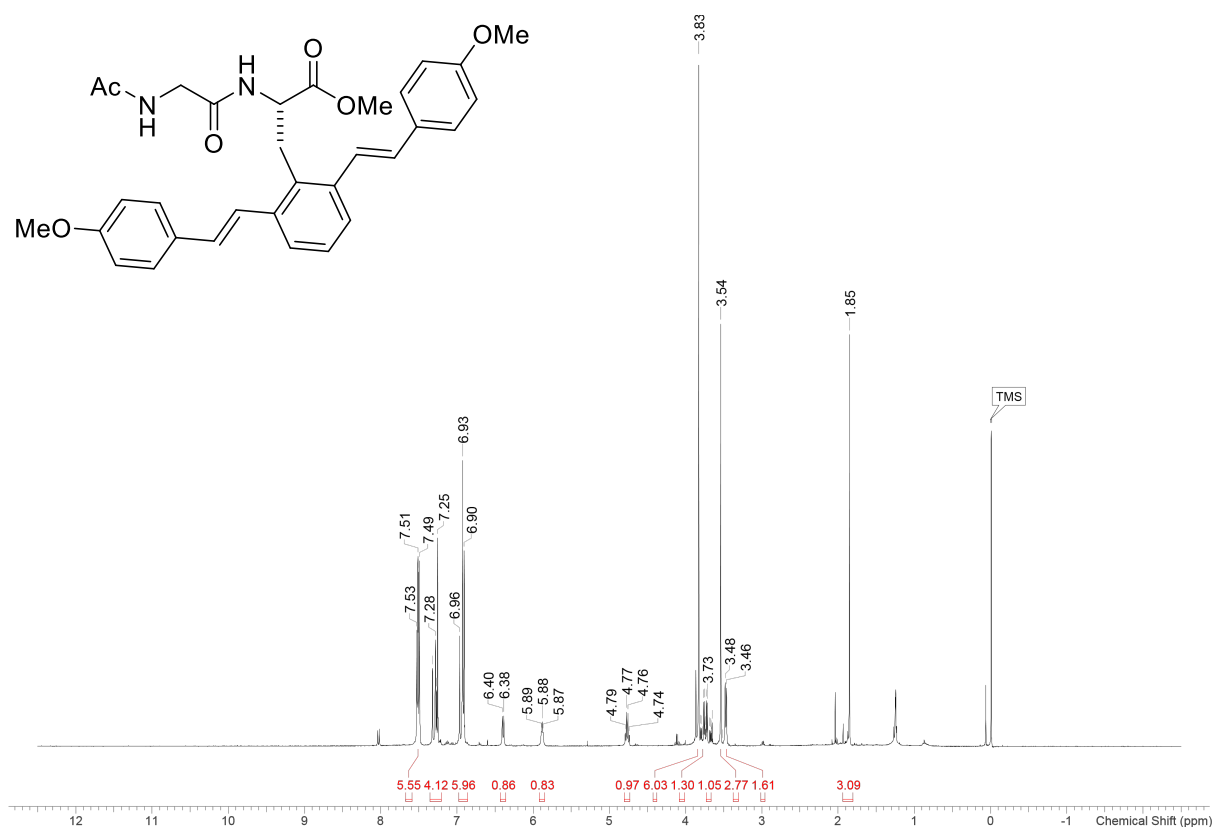 OMe
O
H
N
Ac
N
H
O
OMe
MeO
3.83
3.54
1.85
TMS
6.93
7.25
6.90
7.51
7.49
7.53
7.28
6.96
3.73
3.48
3.46
6.40
6.38
5.89
5.88
5.87
4.79
4.77
4.76
4.74
5.55 4.12 5.96 0.86 0.83 0.97 6.03 1.30 1.05 2.77 1.61 3.09
12 11 10 9 8 7 6 5 4 3 2 1 0 -1 Chemical Shift (ppm)